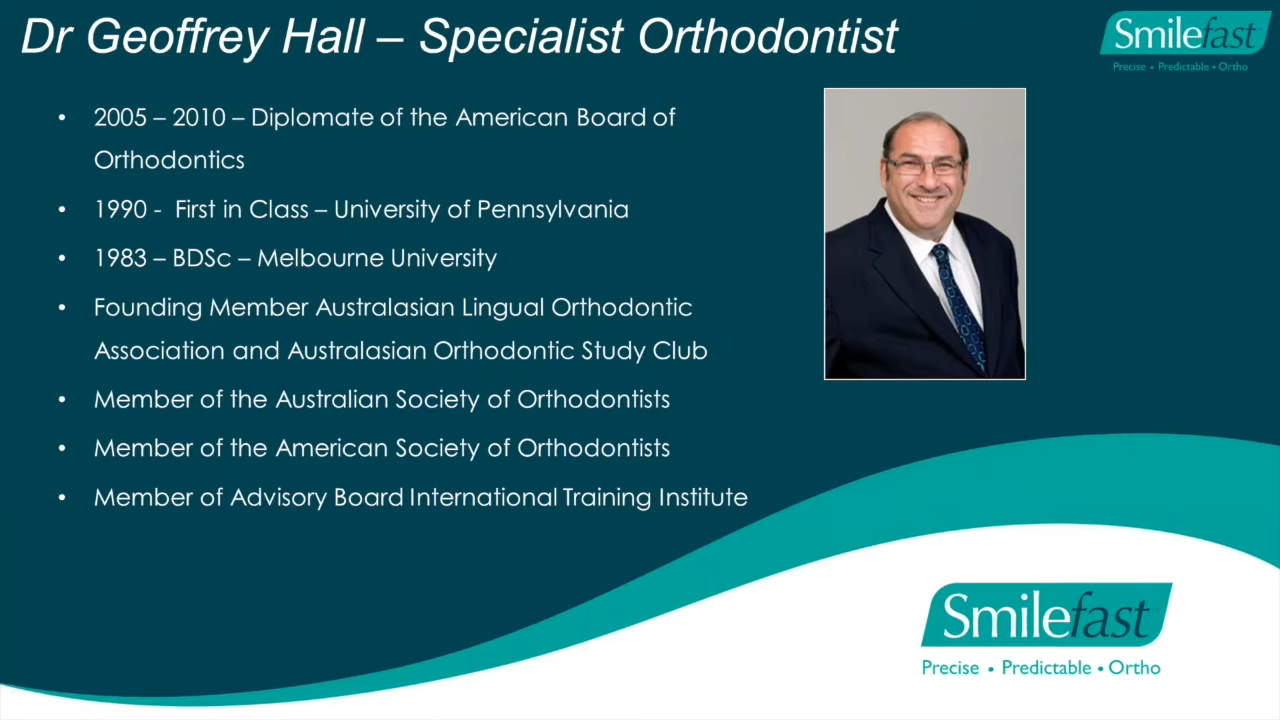 Dr Geoffrey Hall – Specialist Orthodontist
Smilefast
Precise • Predictable • Ortho
• 2005 – 2010 – Diplomate of the American Board of
Orthodontics
• 1990 - First in Class – University of Pennsylvania
• 1983 – BDSc – Melbourne University
• Founding Member Australasian Lingual Orthodontic
Association and Australasian Orthodontic Study Club
• Member of the Australian Society of Orthodontists
• Member of the American Society of Orthodontists
• Member of Advisory Board International Training Institute
Smilefast
Precise • Predictable • Ortho